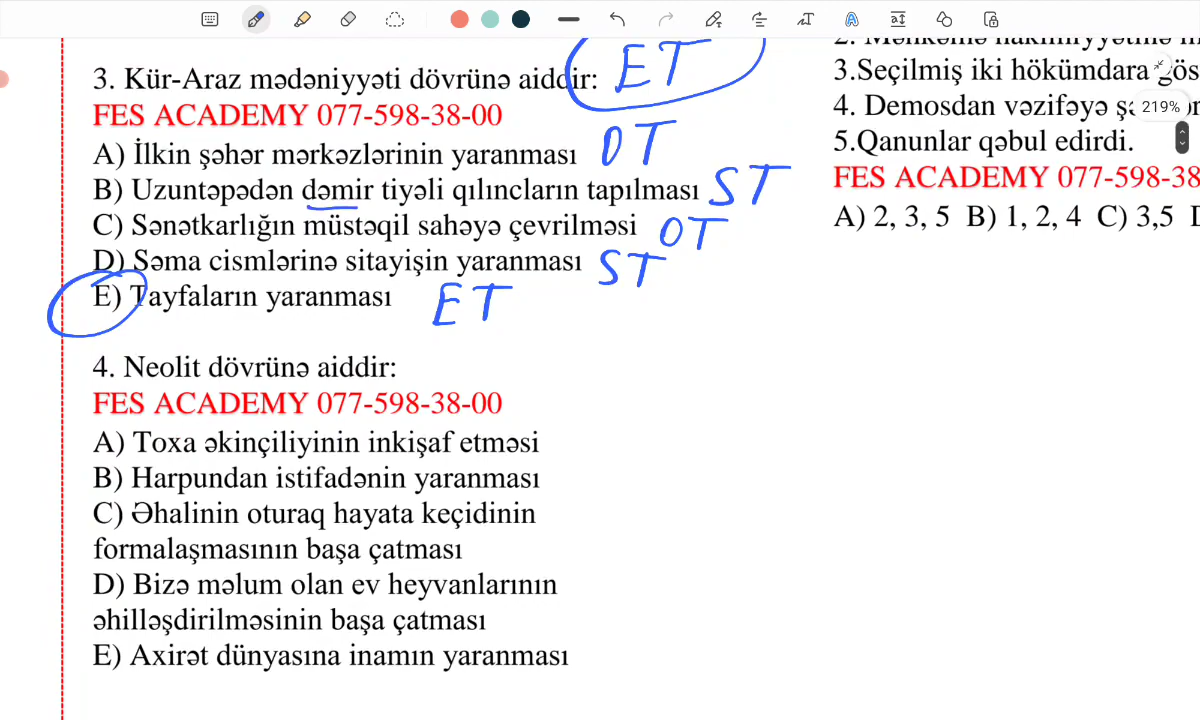 3. Kür-Araz mədəniyyəti dövrünə aiddir: ET
FES ACADEMY 077-598-38-00
A) İlkin şəhər mərkəzlərinin yaranması OT
B) Uzuntəpədən dəmir tiyəli qılıncların tapılması ST
C) Sənətkarlığın müstəqil sahəyə çevrilməsi OT
D) Səma cismlərinə sitayişin yaranması ST
E) Tayfaların yaranması ET
4. Neolit dövrünə aiddir:
FES ACADEMY 077-598-38-00
A) Toxa əkinçiliyinin inkişaf etməsi
B) Harpundan istifadənin yaranması
C) Əhalinin oturaq hayata keçidinin
formalaşmasının başa çatması
D) Bizə məlum olan ev heyvanlarının
əhilləşdirilməsinin başa çatması
E) Axirət dünyasına inamın yaranması
3.Seçilmiş iki hökümdara
4. Demosdan vəzifəyə
219%
5.Qanunlar qəbul edirdi.
FES ACADEMY 077-598-38
A) 2, 3, 5 B) 1, 2, 4 C) 3,5